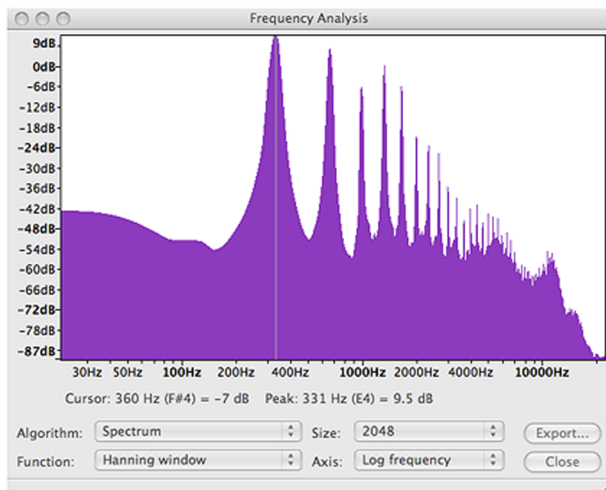 Frequency Analysis
9dB
0dB
-6dB
-12dB
-18dB
-24dB
-30dB
-36dB
-42dB
-48dB
-54dB
-60dB
-66dB
-72dB
-78dB
-87dB
30Hz 50Hz 100Hz 200Hz 400Hz 1000Hz 2000Hz 4000Hz 10000Hz
Cursor: 360 Hz (F#4) = -7 dB Peak: 331 Hz (E4) = 9.5 dB
Algorithm: Spectrum Size: 2048 Export...
Function: Hanning window Axis: Log frequency Close